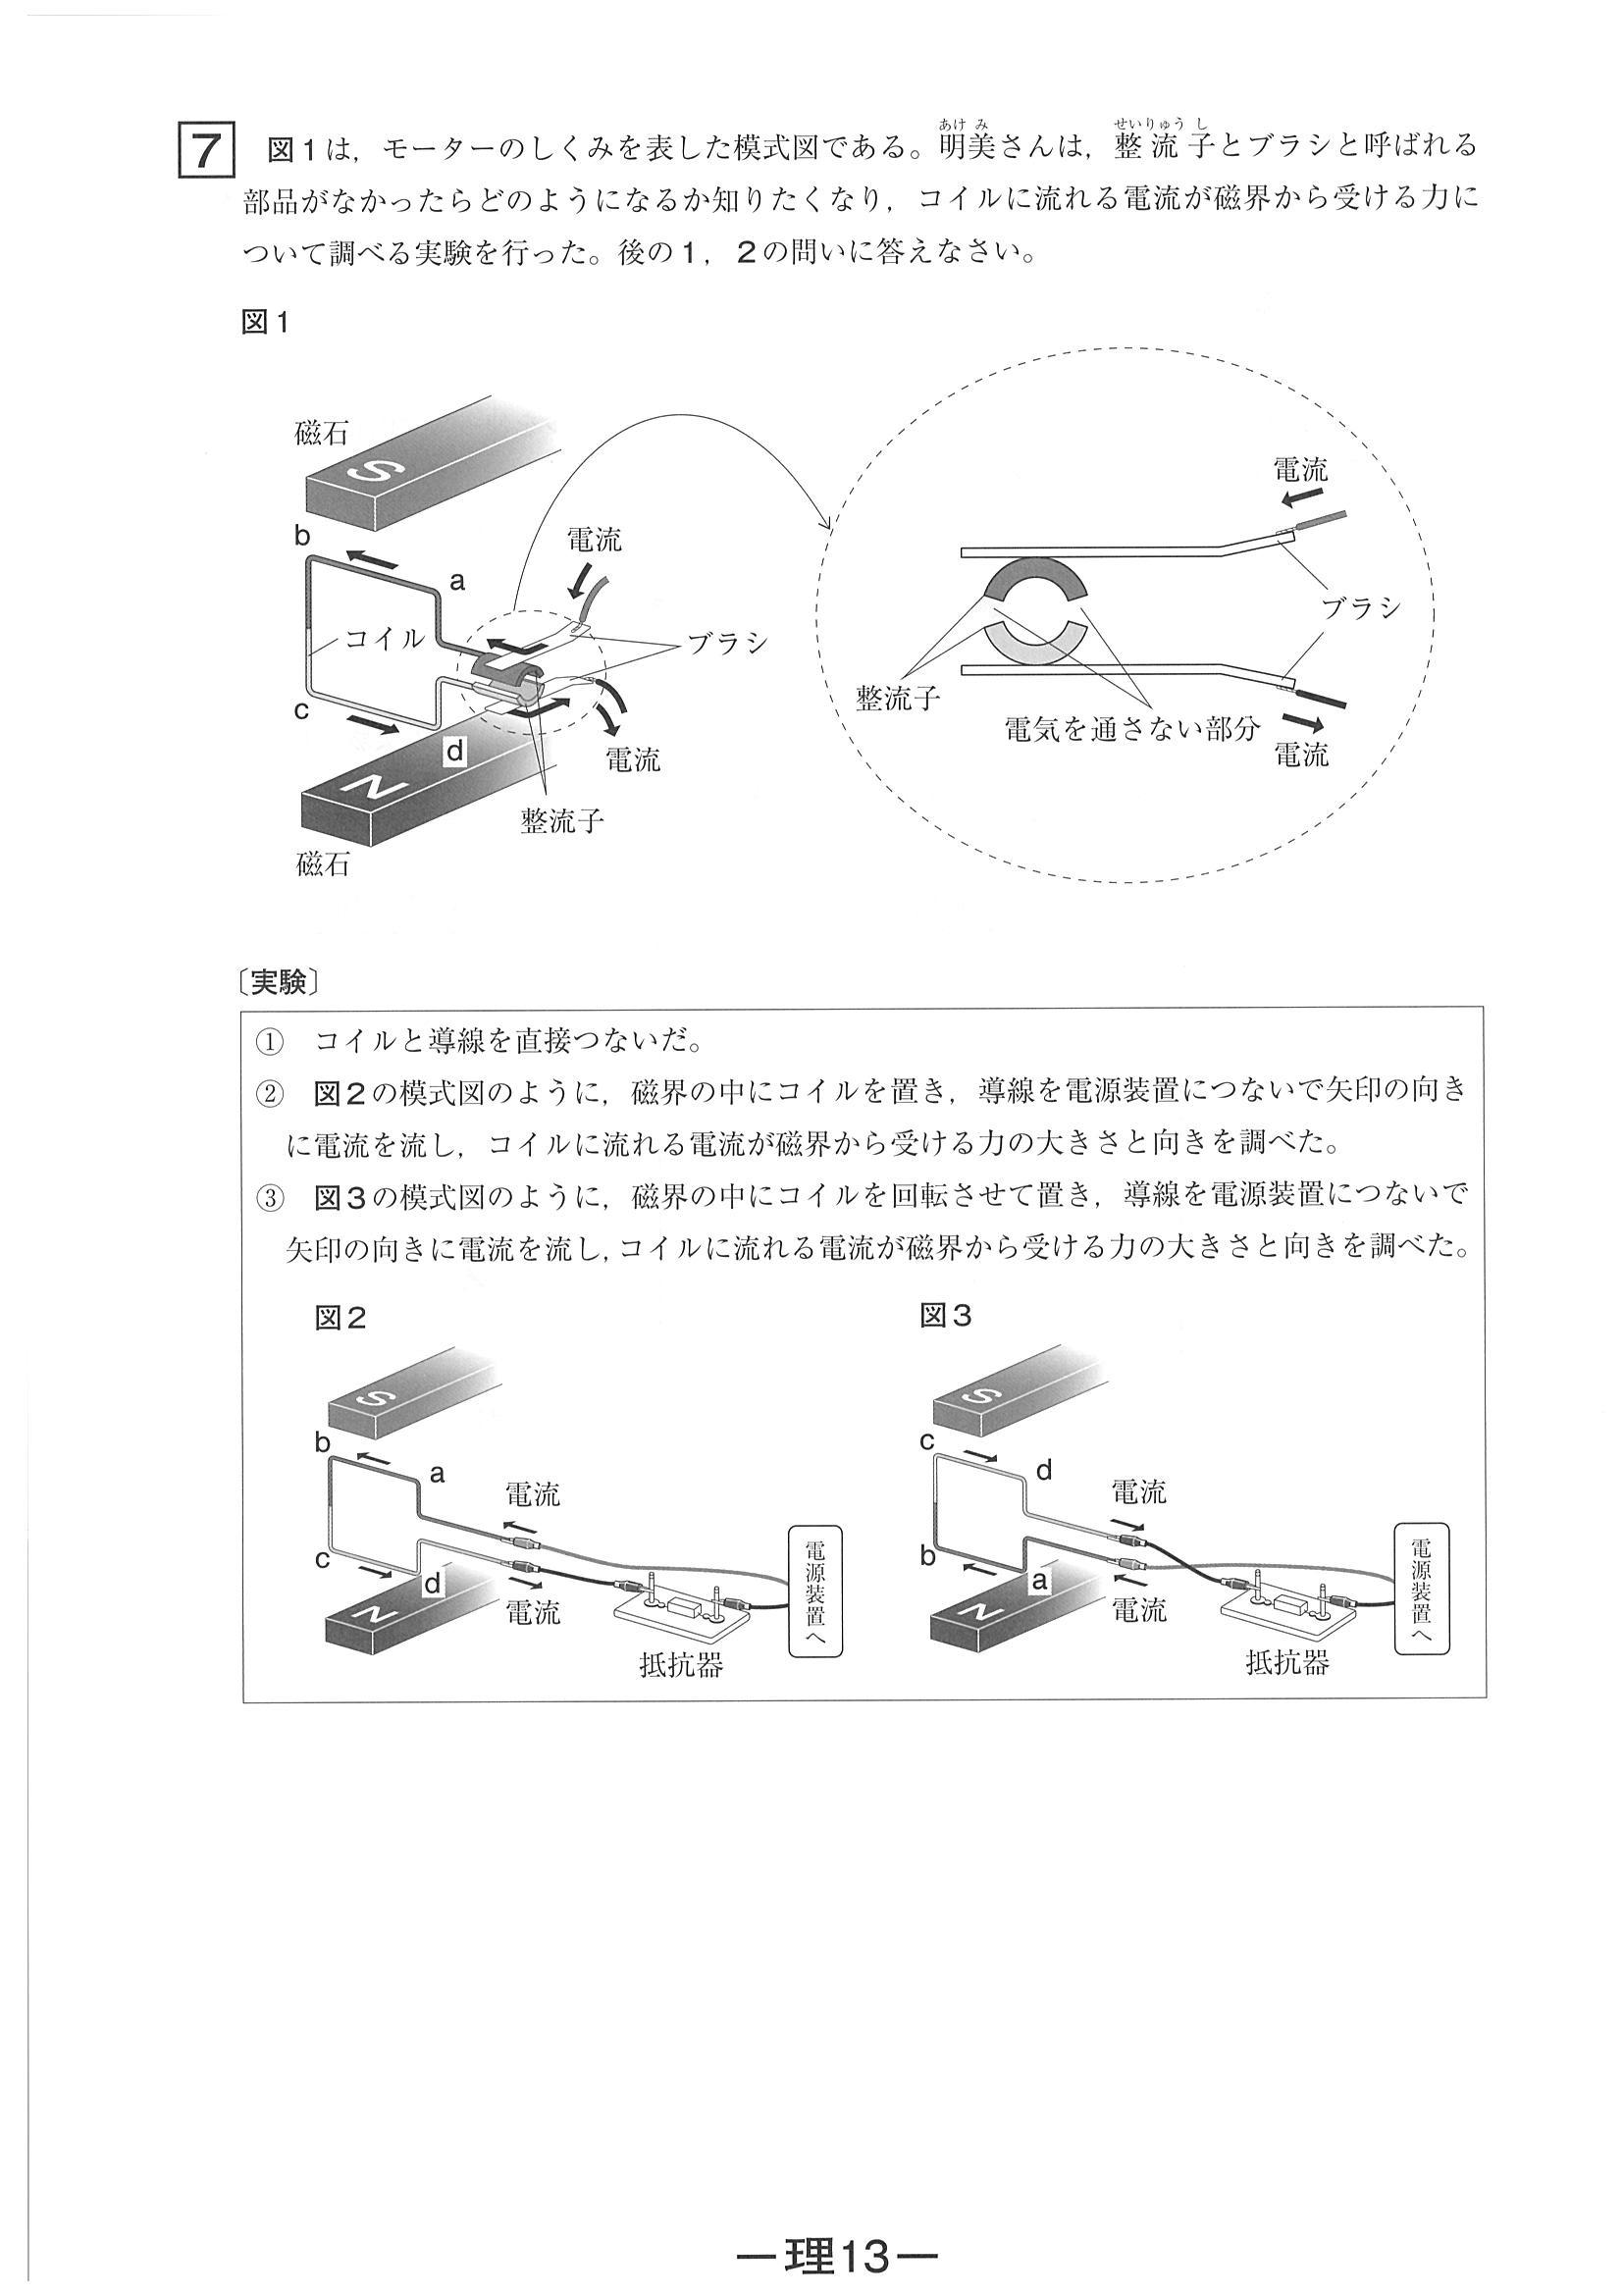 7 図1は，モーターのしくみを表した模式図である。明美さんは，整流子とブラシと呼ばれる
あけ み
せいりゅう し
部品がなかったらどのようになるか知りたくなり，コイルに流れる電流が磁界から受ける力に
ついて調べる実験を行った。後の1，2の問いに答えなさい。
図1
磁石
S
b
a
コイル
c
d
N
磁石
電流
ブラシ
電流
整流子
電流
ブラシ
整流子
電気を通さない部分
電流
〔実験〕
① コイルと導線を直接つないだ。
② 図2の模式図のように，磁界の中にコイルを置き，導線を電源装置につないで矢印の向き
に電流を流し，コイルに流れる電流が磁界から受ける力の大きさと向きを調べた。
③ 図3の模式図のように，磁界の中にコイルを回転させて置き，導線を電源装置につないで
矢印の向きに電流を流し，コイルに流れる電流が磁界から受ける力の大きさと向きを調べた。
図2
S
b
a
電流
c
d
電流
N
抵抗器
電源装置へ
図3
S
c
d
電流
b
a
電流
N
抵抗器
電源装置へ
―理13―